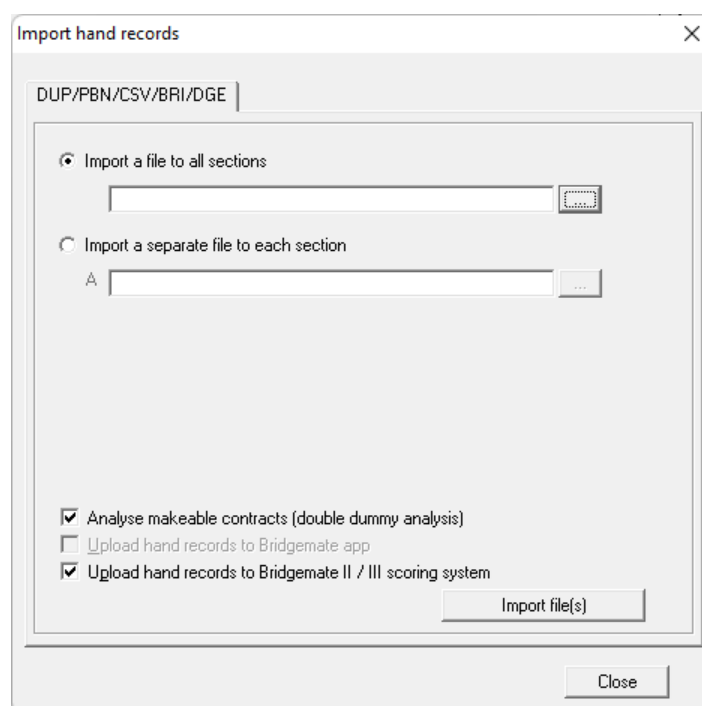 Import hand records
DUP/PBN/CSV/BRI/DGE
Import a file to all sections
...
Import a separate file to each section
A
...
Analyse makeable contracts (double dummy analysis)
Upload hand records to Bridgemate app
Upload hand records to Bridgemate II / III scoring system
Import file(s)
Close